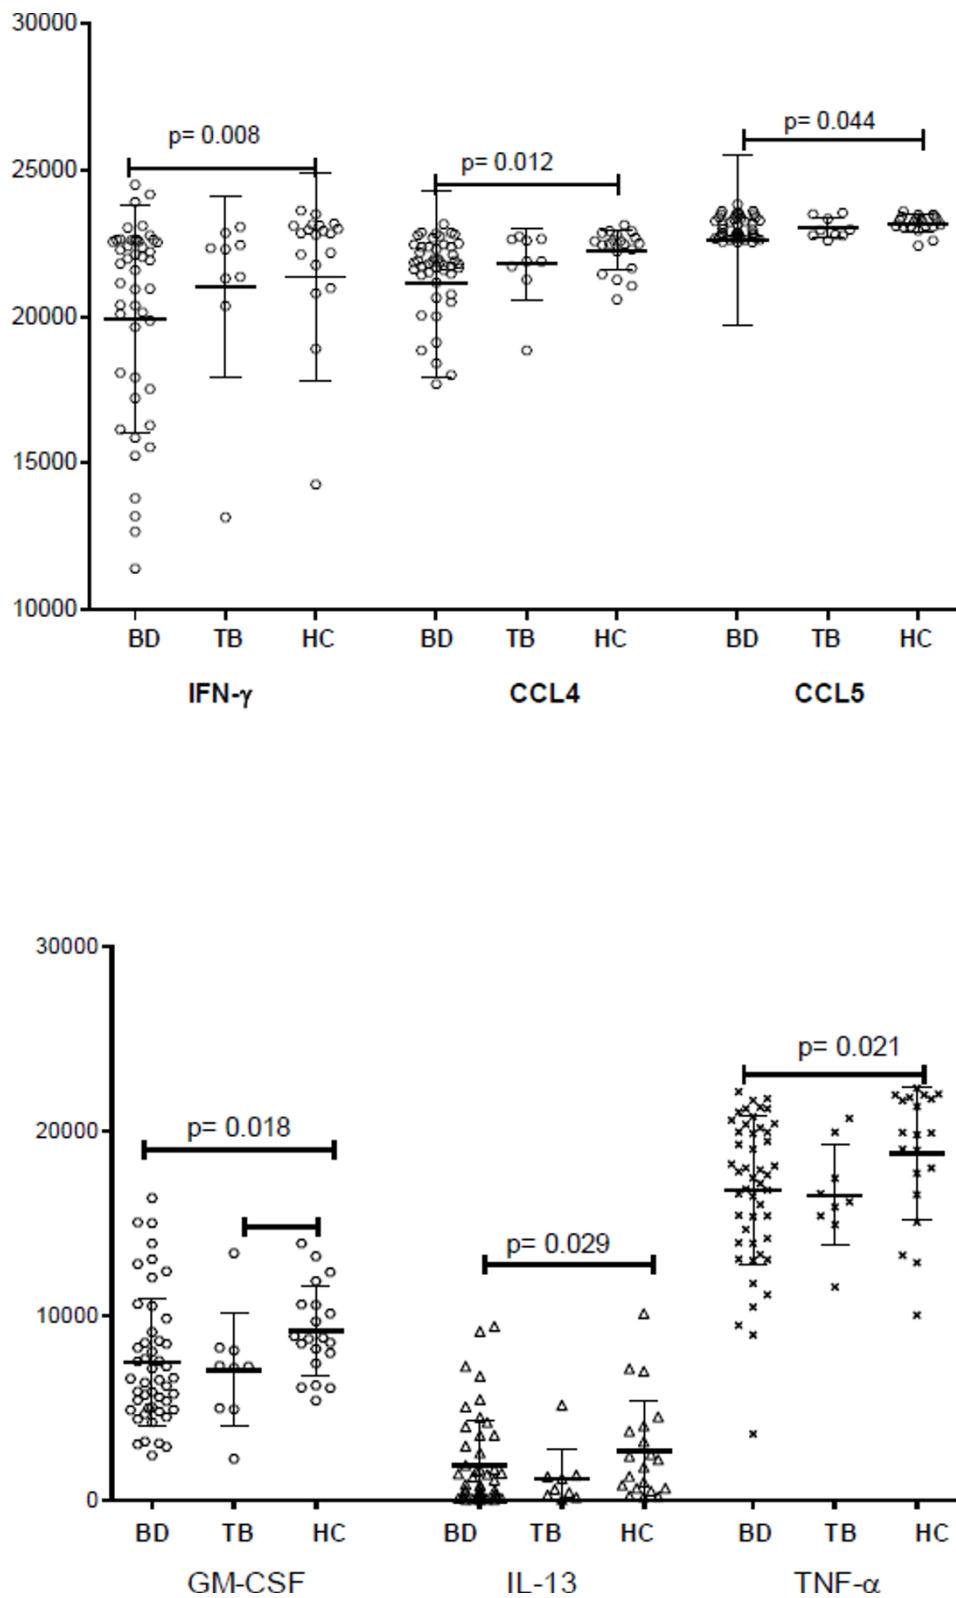 30000
p= 0.008
p= 0.012
p= 0.044
25000
20000
15000
10000
BD TB HC BD TB HC BD TB HC
IFN-γ CCL4 CCL5
30000
p= 0.021
20000
p= 0.018
p= 0.029
10000
0
BD TB HC BD TB HC BD TB HC
GM-CSF IL-13 TNF-α